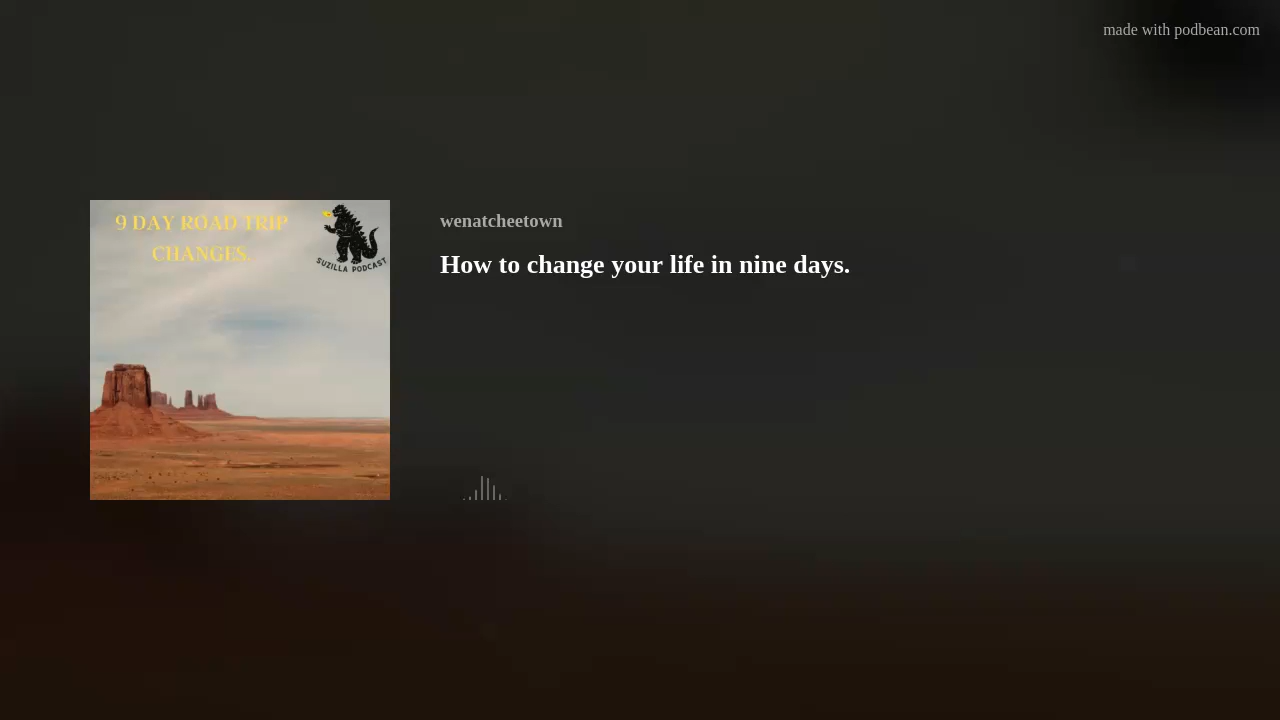 made with podbean.com
9 DAY ROAD TRIP
CHANGES.
SUZILLA PODCAST
wenatcheetown
How to change your life in nine days.